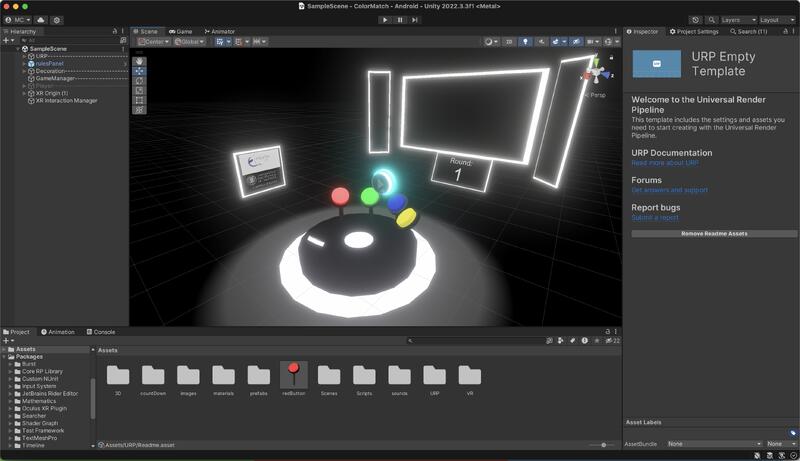 SampleScene - ColorMatch - Android - Unity 2022.3.3f1 <Metal>
MC
Layers
Layout
Hierarchy
All
SampleScene
URP
rulesPanel
Decoration
GameManager
Player
XR Origin (1)
XR Interaction Manager
Scene
Game
Animator
Center
Global
2D
Persp
Round:
1
Inspector
Project Settings
Search (11)
URP Empty
Template
Welcome to the Universal Render
Pipeline
This template includes the settings and assets you
need to start creating with the Universal Render
Pipeline.
URP Documentation
Read more about URP
Forums
Get answers and support
Report bugs
Submit a report
Remove Readme Assets
Project
Animation
Console
22
Assets
Packages
Burst
Core RP Library
Custom NUnit
Input System
JetBrains Rider Editor
Mathematics
Oculus XR Plugin
Searcher
Shader Graph
Test Framework
TextMeshPro
Timeline
Assets
3D
countDown
images
materials
prefabs
redButton
Scenes
Scripts
sounds
URP
VR
Assets/URP/Readme.asset
Asset Labels
AssetBundle
None
None